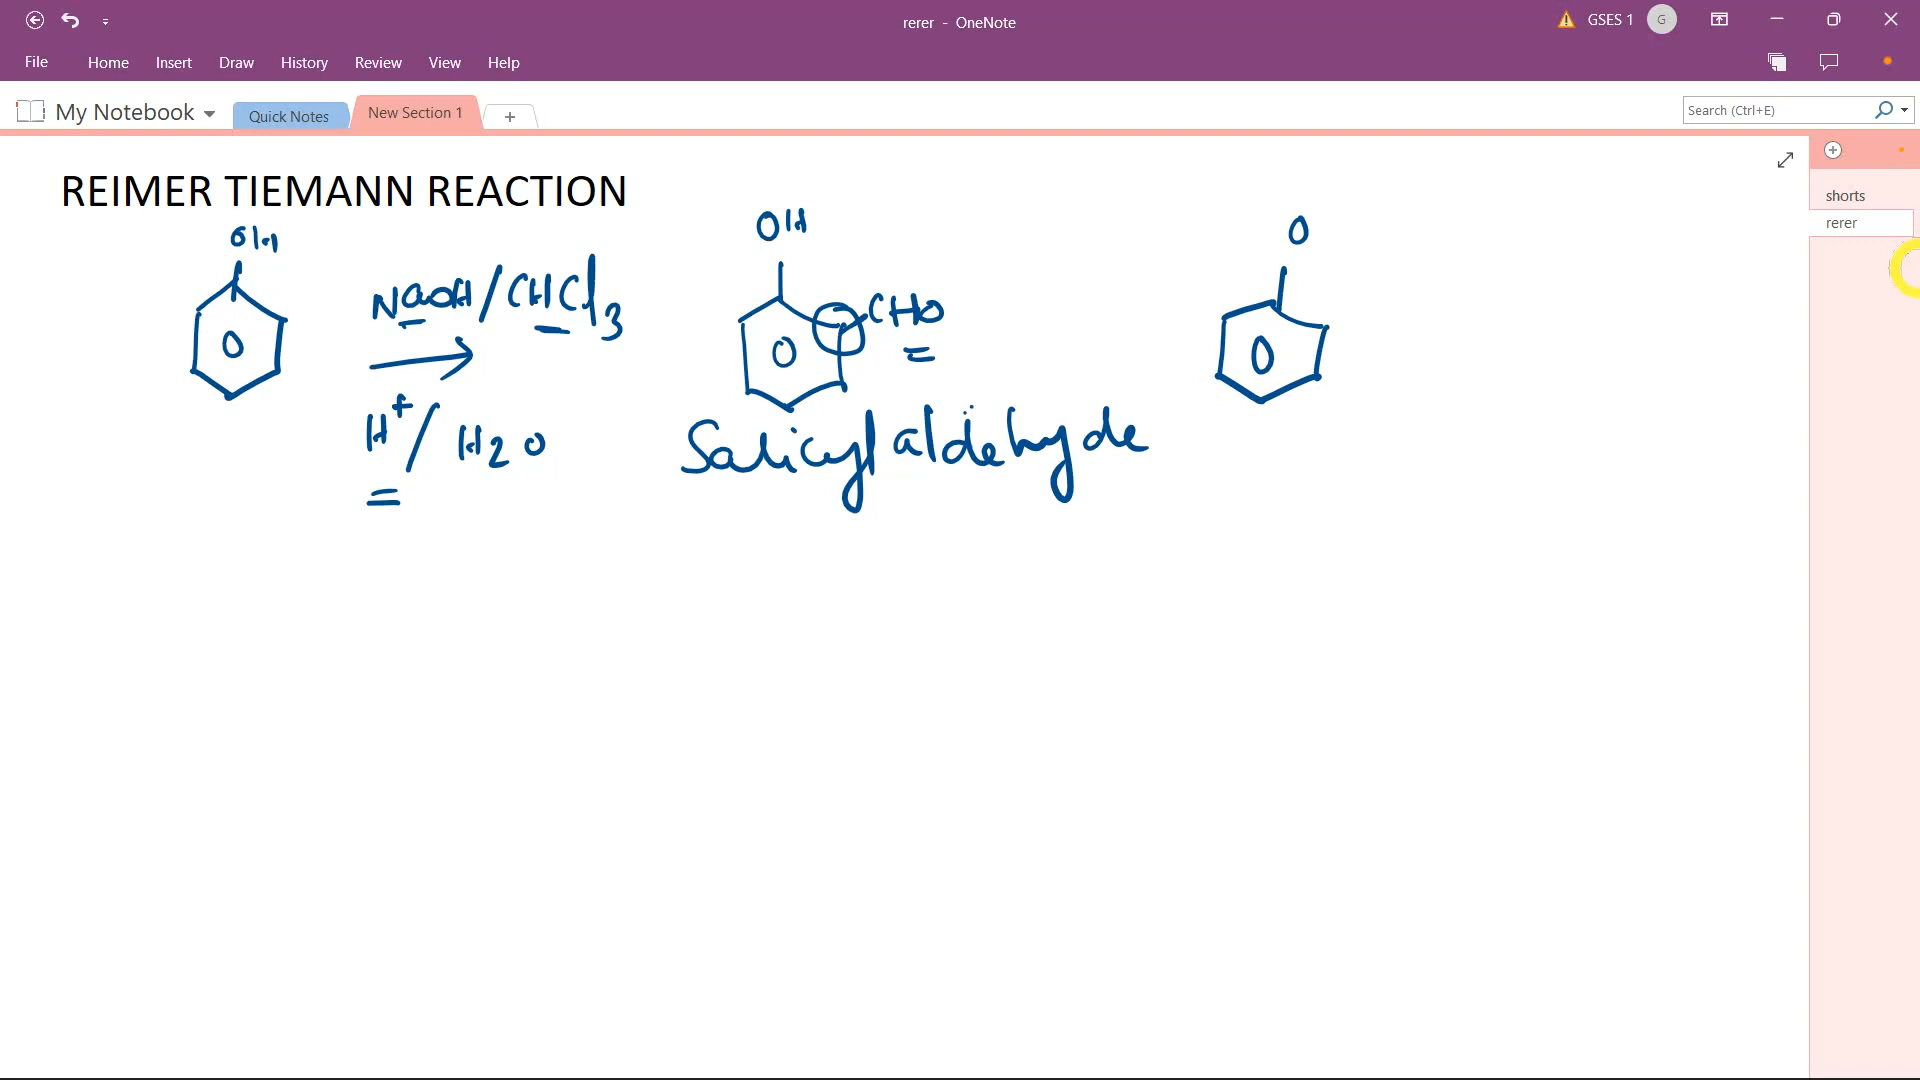 rerer - OneNote
GSES 1
G
File Home Insert Draw History Review View Help
My Notebook
Quick Notes
New Section 1
Search (Ctrl+E)
shorts
rerer
REIMER TIEMANN REACTION
OH
NaOH/CHCl3
H+/H2O
OH
CHO
Salicylaldehyde
O